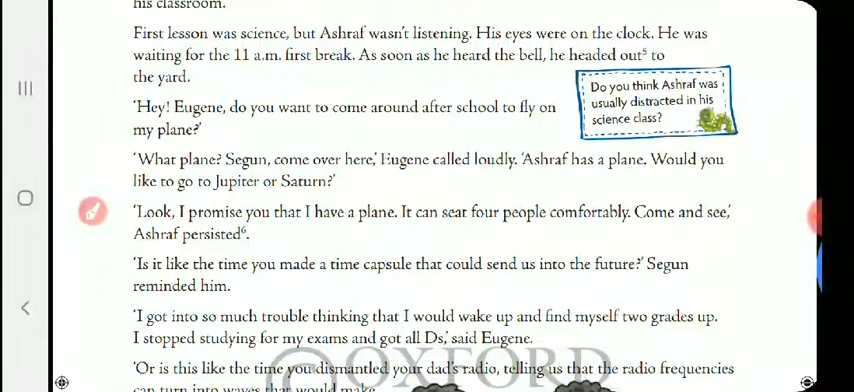 his classroom.
First lesson was science, but Ashraf wasn't listening. His eyes were on the clock. He was
waiting for the 11 a.m. first break. As soon as he heard the bell, he headed out⁵ to
the yard.
Do you think Ashraf was
usually distracted in his
science class?
'Hey! Eugene, do you want to come around after school to fly on
my plane?'
'What plane? Segun, come over here,' Eugene called loudly. 'Ashraf has a plane. Would you
like to go to Jupiter or Saturn?'
'Look, I promise you that I have a plane. It can seat four people comfortably. Come and see,'
Ashraf persisted⁶.
'Is it like the time you made a time capsule that could send us into the future?' Segun
reminded him.
'I got into so much trouble thinking that I would wake up and find myself two grades up.
I stopped studying for my exams and got all Ds,' said Eugene.
'Or is this like the time you dismantled your dad's radio, telling us that the radio frequencies
can turn into waves that would make
© OXFORD